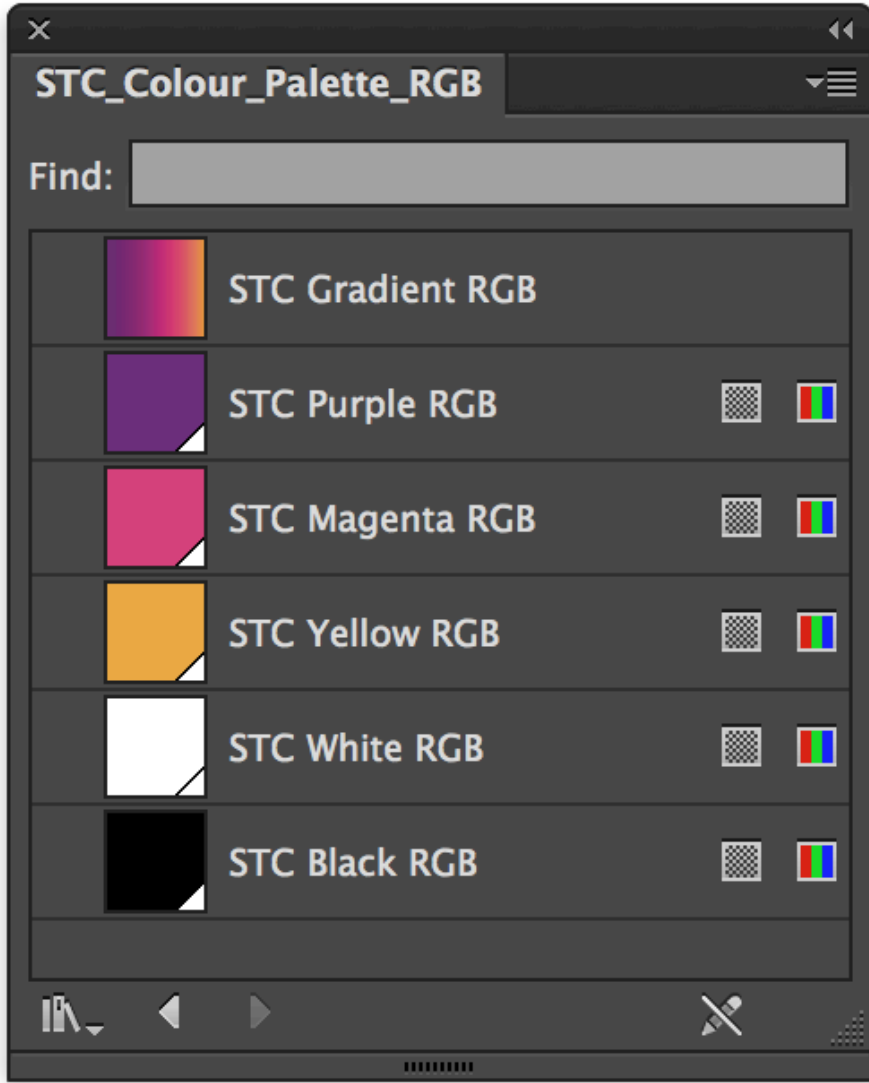 STC_Colour_Palette_RGB
Find:
STC Gradient RGB
STC Purple RGB
STC Magenta RGB
STC Yellow RGB
STC White RGB
STC Black RGB